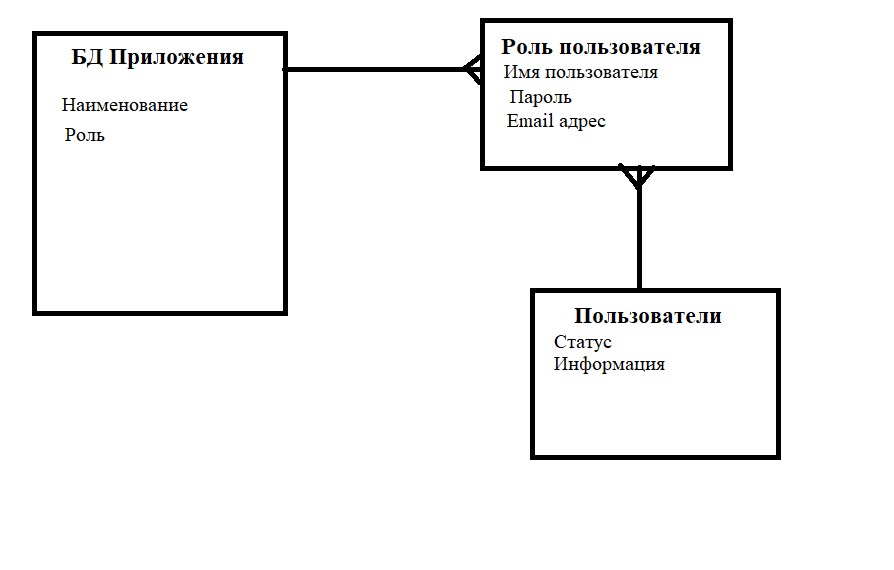 БД Приложения
Наименование
Роль
Роль пользователя
Имя пользователя
Пароль
Email адрес
Пользователи
Статус
Информация